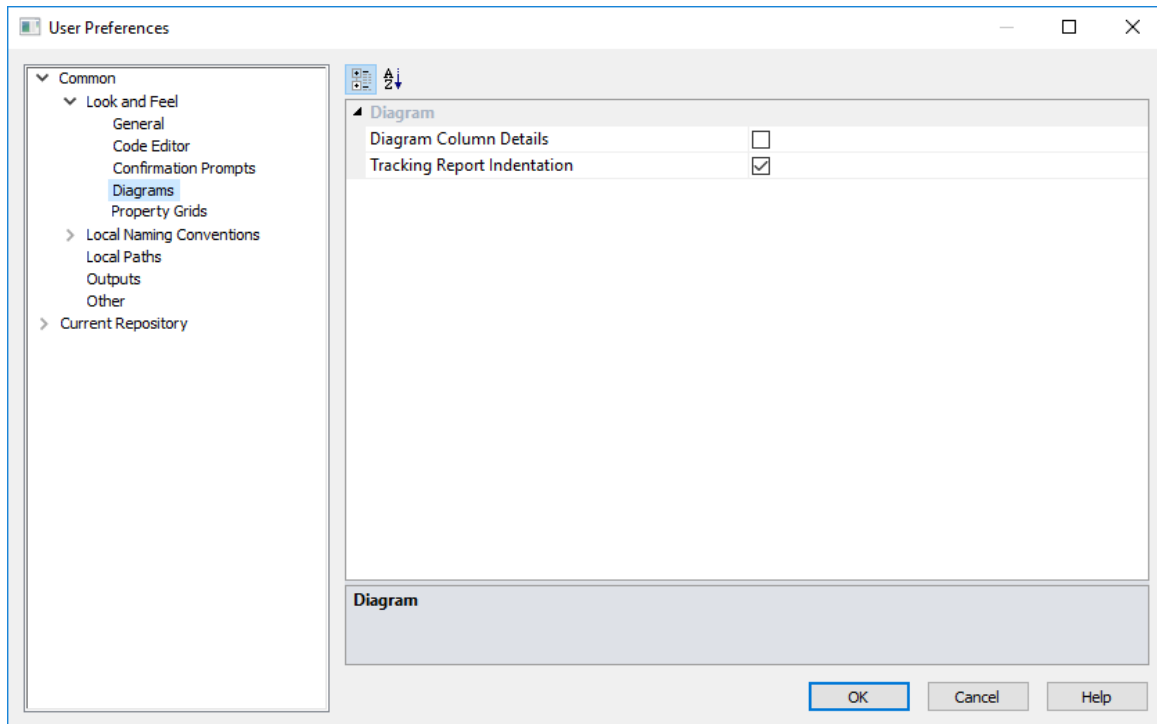 User Preferences
Common
Look and Feel
General
Code Editor
Confirmation Prompts
Diagrams
Property Grids
Local Naming Conventions
Local Paths
Outputs
Other
Current Repository
A
Z
Diagram
Diagram Column Details
Tracking Report Indentation
Diagram
OK
Cancel
Help